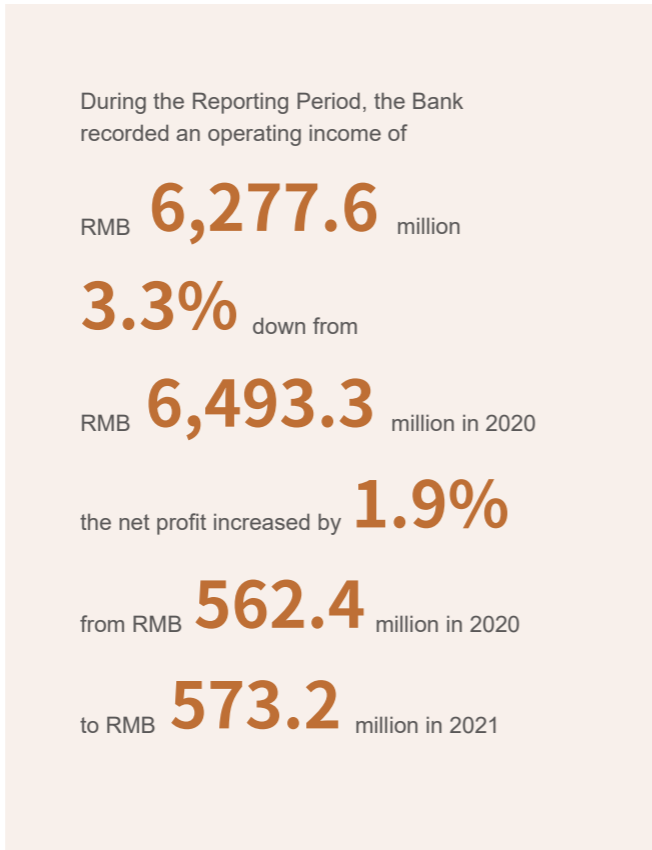 During the Reporting Period, the Bank
recorded an operating income of
RMB 6,277.6 million
3.3% down from
RMB 6,493.3 million in 2020
the net profit increased by 1.9%
from RMB 562.4 million in 2020
to RMB 573.2 million in 2021